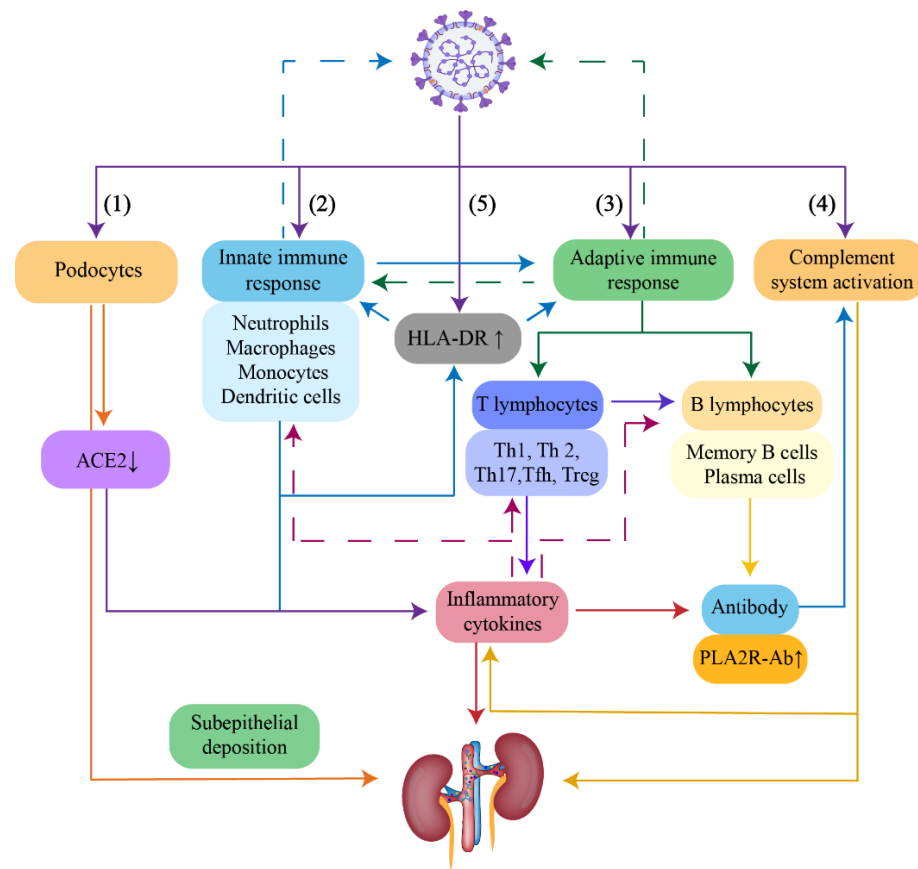 (1)
(2)
(5)
(3)
(4)
Podocytes
Innate immune
response
Adaptive immune
response
Complement
system activation
Neutrophils
Macrophages
Monocytes
Dendritic cells
HLA-DR ↑
T lymphocytes
B lymphocytes
ACE2↓
Th1, Th 2,
Th17,Tfh, Treg
Memory B cells
Plasma cells
Inflammatory
cytokines
Antibody
PLA2R-Ab↑
Subepithelial
deposition